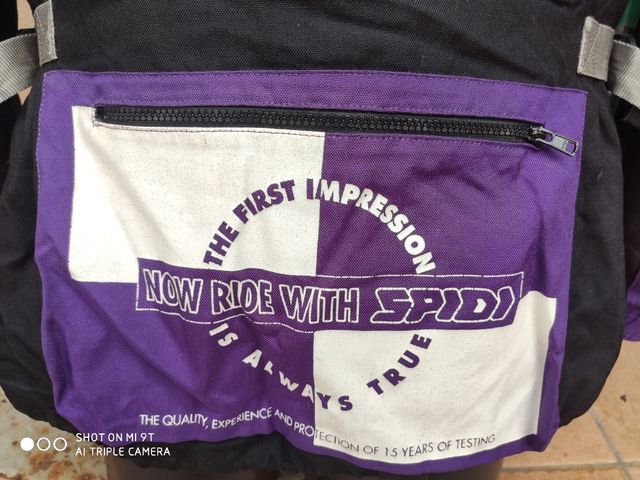 THE FIRST IMPRESSION
NOW RIDE WITH SPIDI
IS ALWAYS TRUE
THE QUALITY, EXPERIENCE AND PROTECTION OF 15 YEARS OF TESTING
SHOT ON MI 9T
AI TRIPLE CAMERA